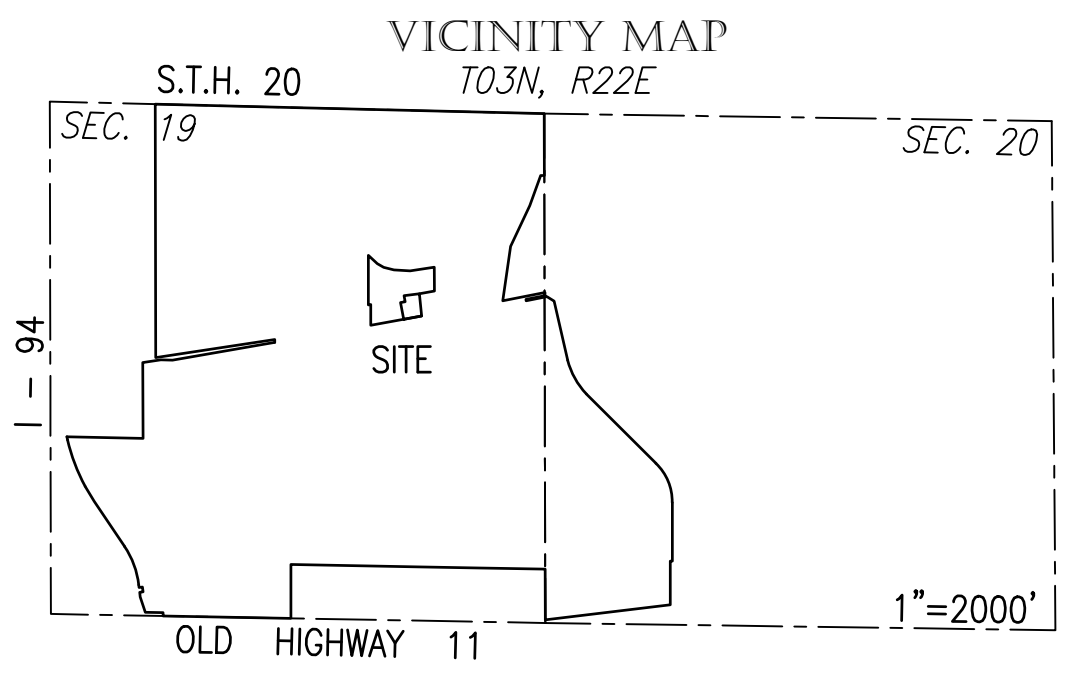 VICINITY MAP
T03N, R22E
S.T.H. 20
SEC. 19
SEC. 20
I - 94
SITE
1"=2000'
OLD HIGHWAY 11